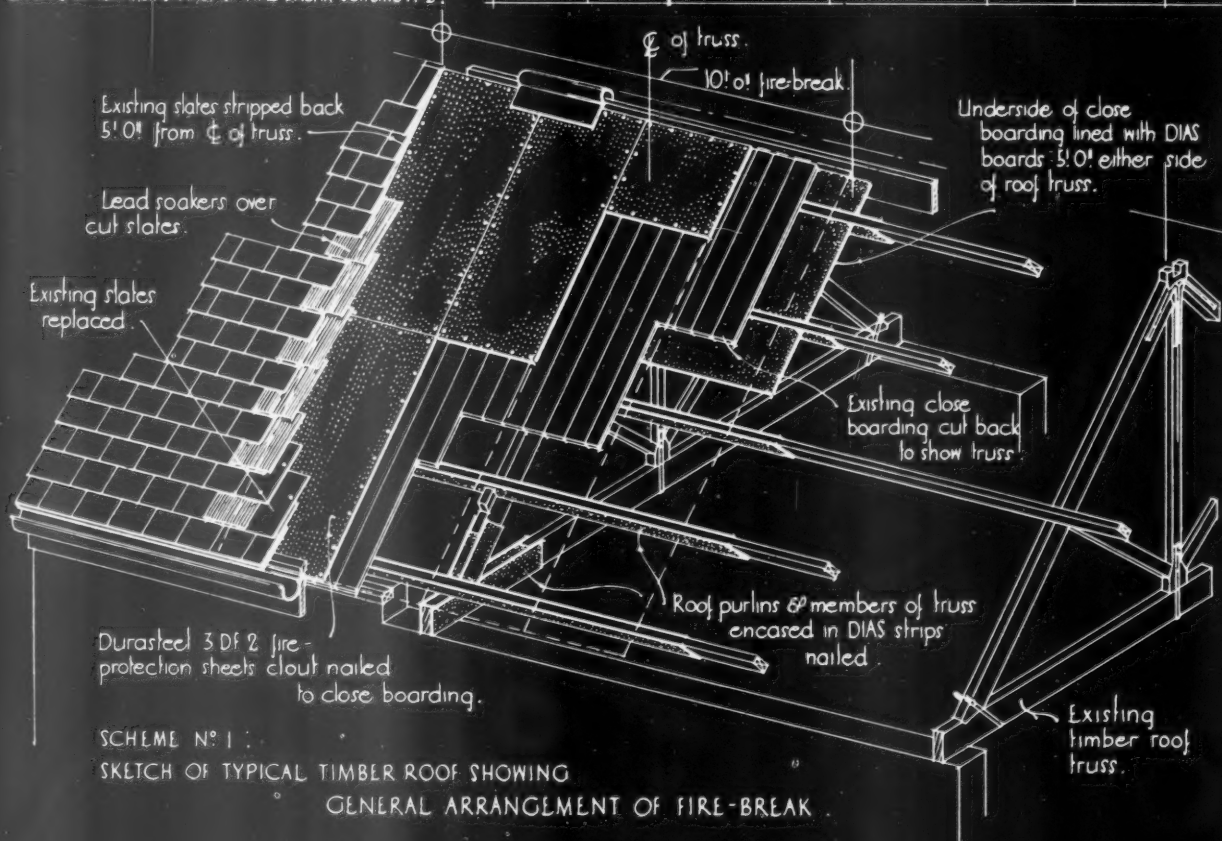 ℄ of truss.
10'.0" fire-break.
Existing slates stripped back
5'.0" from ℄ of truss.
Underside of close
boarding lined with DIAS
boards 5'.0" either side
of roof truss.
Lead soakers over
cut slates.
Existing slates
replaced.
Existing close
boarding cut back
to show truss
Roof purlins & members of truss
encased in DIAS strips
nailed.
Durasteel 3 DF 2 fire-
protection sheets clout nailed
to close boarding.
Existing
timber roof
truss.
SCHEME Nº 1:
SKETCH OF TYPICAL TIMBER ROOF SHOWING
GENERAL ARRANGEMENT OF FIRE-BREAK.